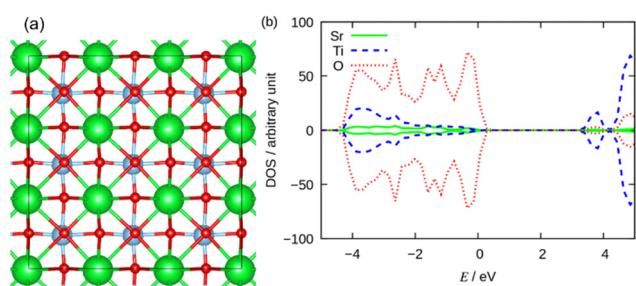 (a)
(b)
DOS / arbitrary unit
100
50
0
−50
−100
Sr
Ti
O
−4
−2
0
2
4
E / eV